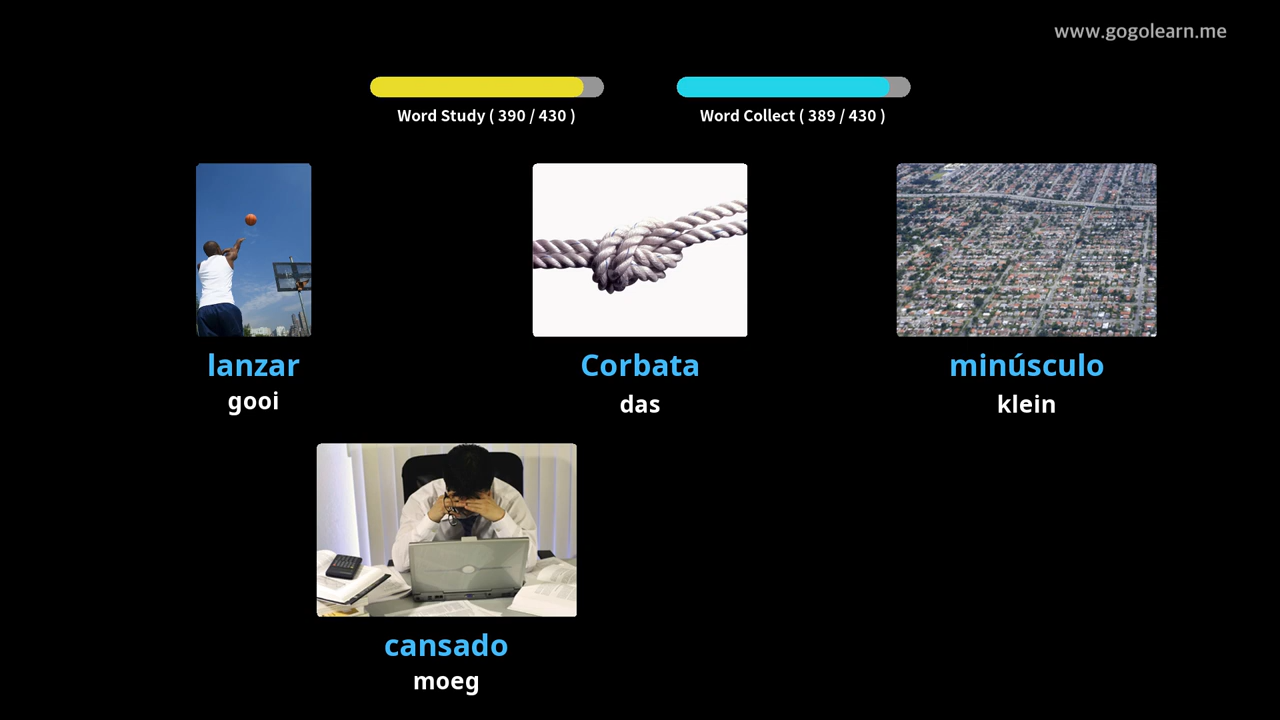 www.gogolearn.me
Word Study ( 390 / 430 )
Word Collect ( 389 / 430 )
lanzar
gooi
Corbata
das
minúsculo
klein
cansado
moeg